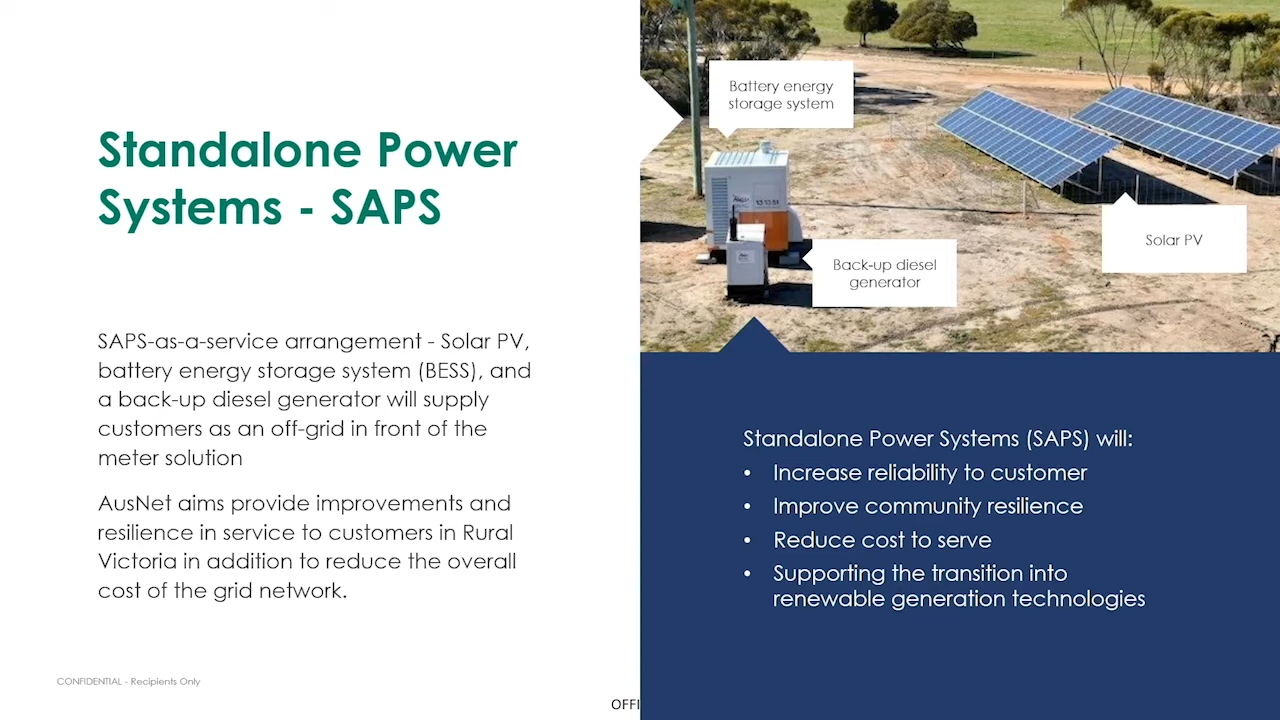 Standalone Power
Systems - SAPS
SAPS-as-a-service arrangement - Solar PV,
battery energy storage system (BESS), and
a back-up diesel generator will supply
customers as an off-grid in front of the
meter solution
AusNet aims provide improvements and
resilience in service to customers in Rural
Victoria in addition to reduce the overall
cost of the grid network.
CONFIDENTIAL - Recipients Only
OFFI
Battery energy
storage system
13 13 51
Back-up diesel
generator
Solar PV
Standalone Power Systems (SAPS) will:
• Increase reliability to customer
• Improve community resilience
• Reduce cost to serve
• Supporting the transition into
renewable generation technologies